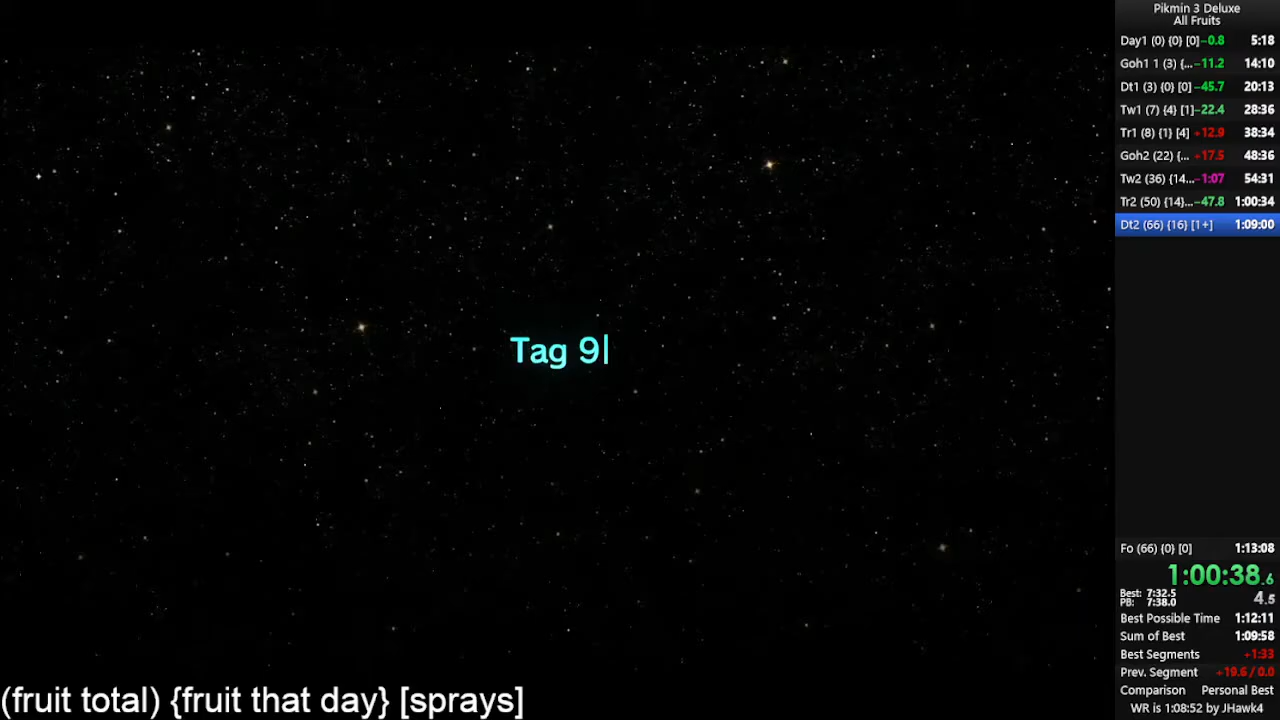 Pikmin 3 Deluxe
All Fruits
Day1 (0) {0} [0] -0.8 5:18
Goh1 1 (3) {... -11.2 14:10
Dt1 (3) {0} [0] -45.7 20:13
Tw1 (7) {4} [1] -22.4 28:36
Tr1 (8) {1} [4] +12.9 38:34
Goh2 (22) {... +17.5 48:36
Tw2 (36) {14... -1:07 54:31
Tr2 (50) {14}... -47.8 1:00:34
Dt2 (66) {16} [1+] 1:09:00
Tag 9
Fo (66) {0} [0] 1:13:08
1:00:38.6
Best: 7:32.5
PB: 7:38.0 4.5
Best Possible Time 1:12:11
Sum of Best 1:09:58
Best Segments +1:33
Prev. Segment +19.6 / 0.0
Comparison Personal Best
WR is 1:08:52 by JHawk4
(fruit total) {fruit that day} [sprays]